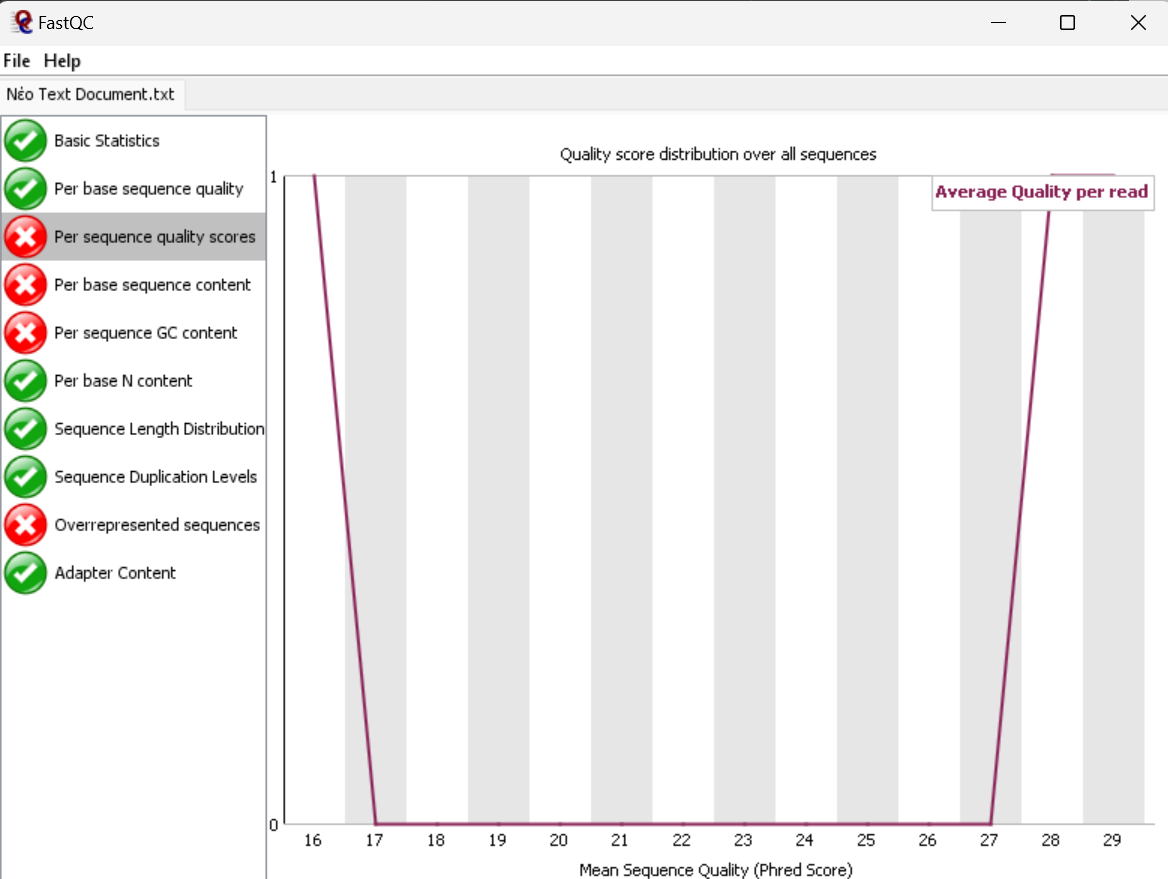 FastQC
File Help
Νέο Text Document.txt
Basic Statistics
Per base sequence quality
Per sequence quality scores
Per base sequence content
Per sequence GC content
Per base N content
Sequence Length Distribution
Sequence Duplication Levels
Overrepresented sequences
Adapter Content
Quality score distribution over all sequences
1
Average Quality per read
0
16 17 18 19 20 21 22 23 24 25 26 27 28 29
Mean Sequence Quality (Phred Score)